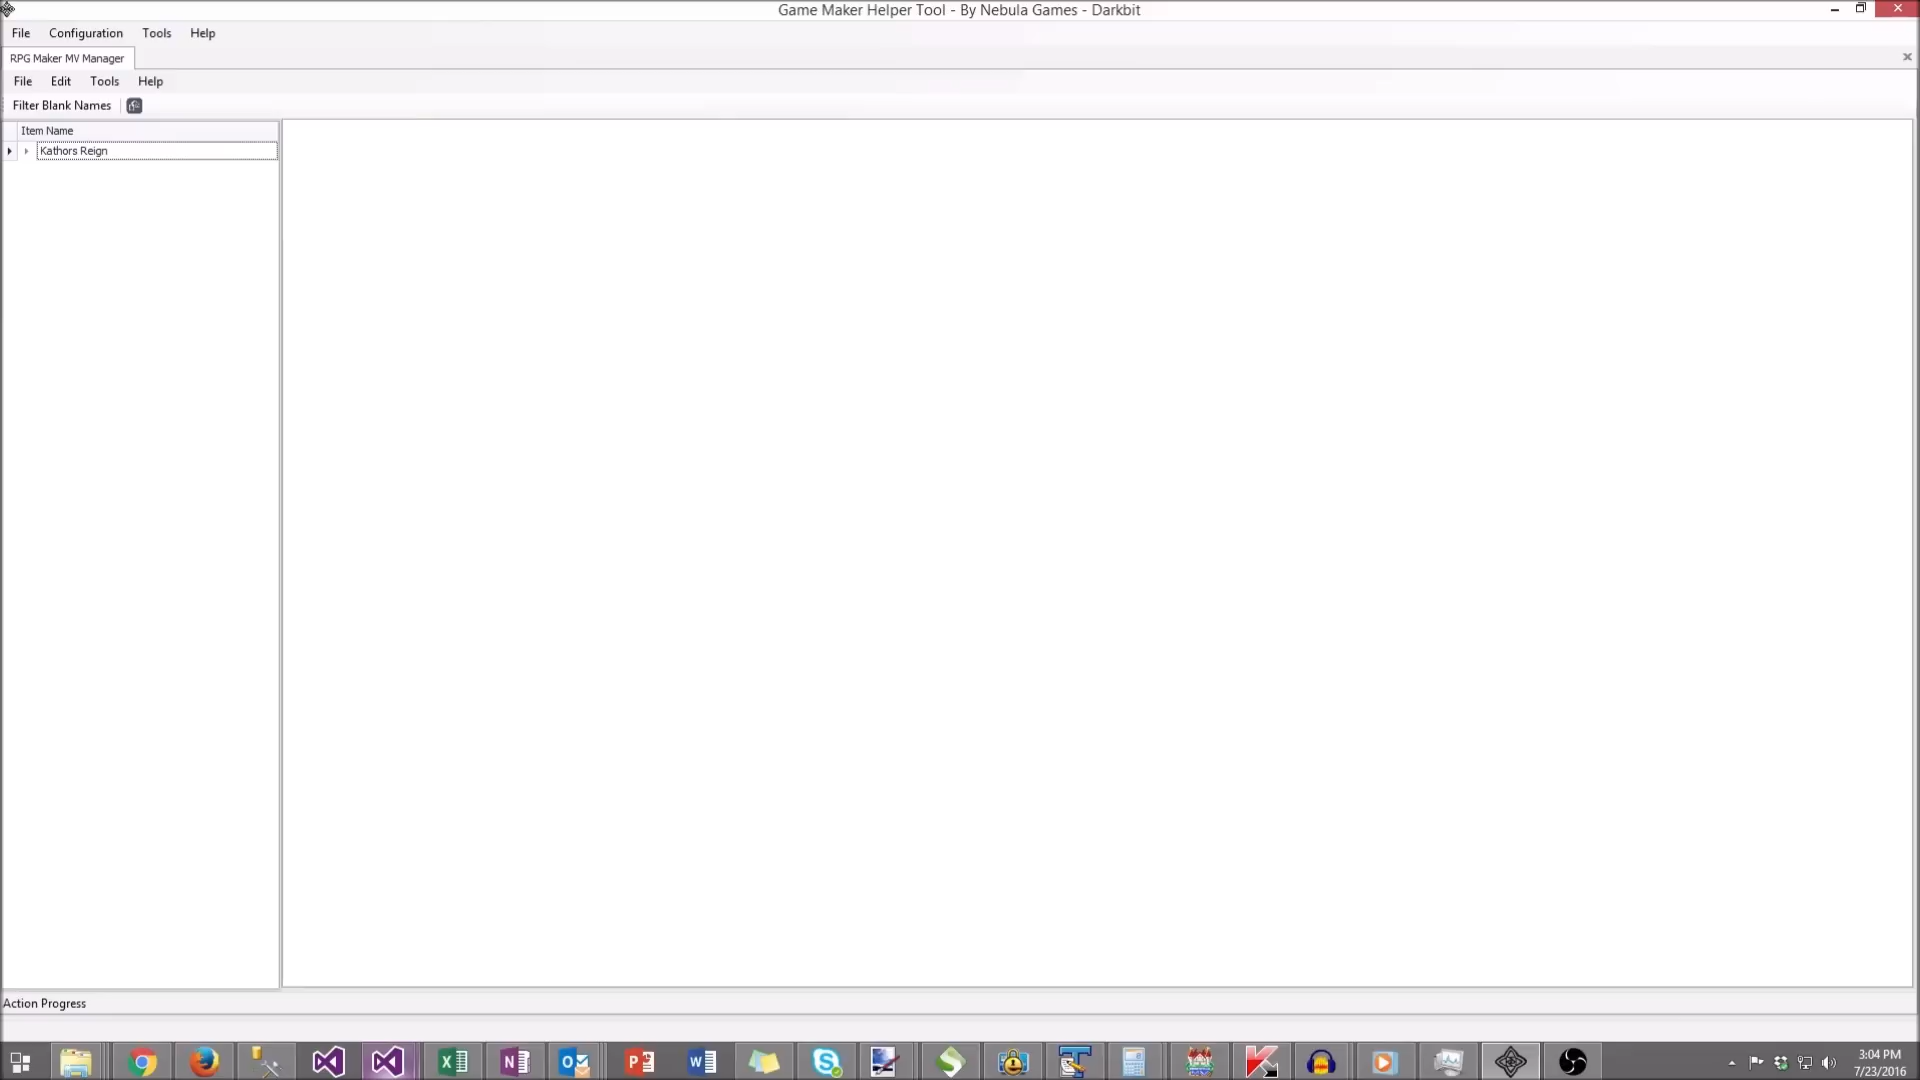 Game Maker Helper Tool - By Nebula Games - Darkbit
File Configuration Tools Help
RPG Maker MV Manager
File Edit Tools Help
Filter Blank Names
Item Name
Kathors Reign
Action Progress
3:04 PM
7/23/2016